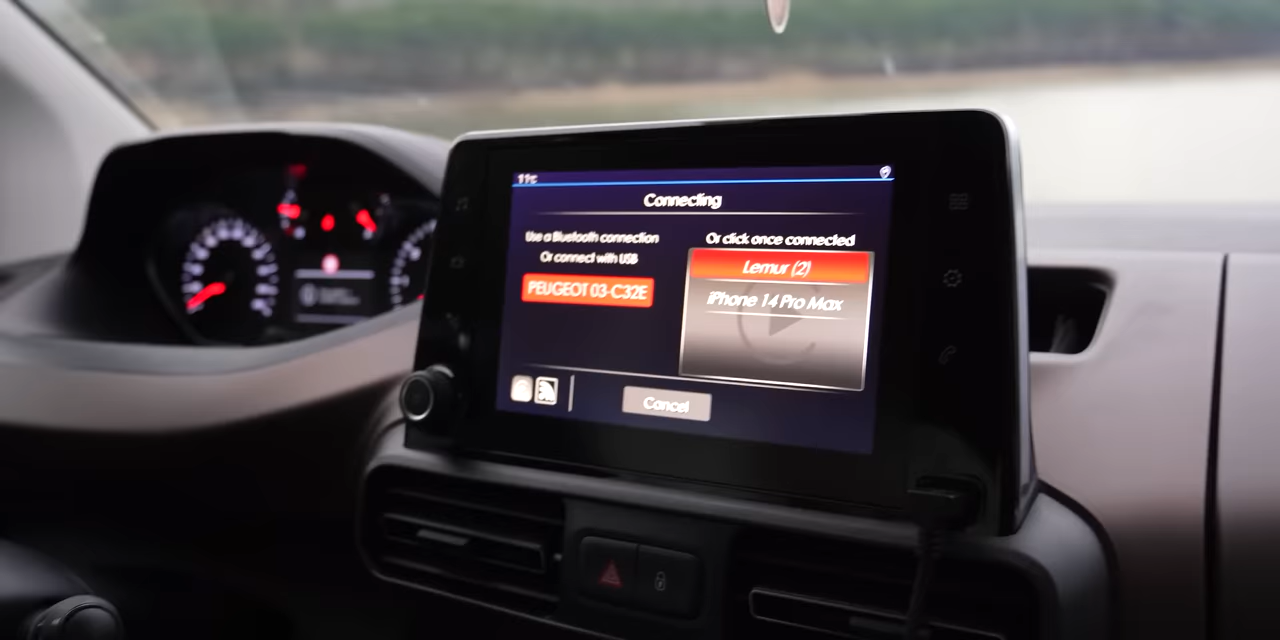 11c
Connecting
Use a Bluetooth connection
Or connect with USB
PEUGEOT 03-C32E
Or click once connected
Lemur (2)
iPhone 14 Pro Max
Cancel